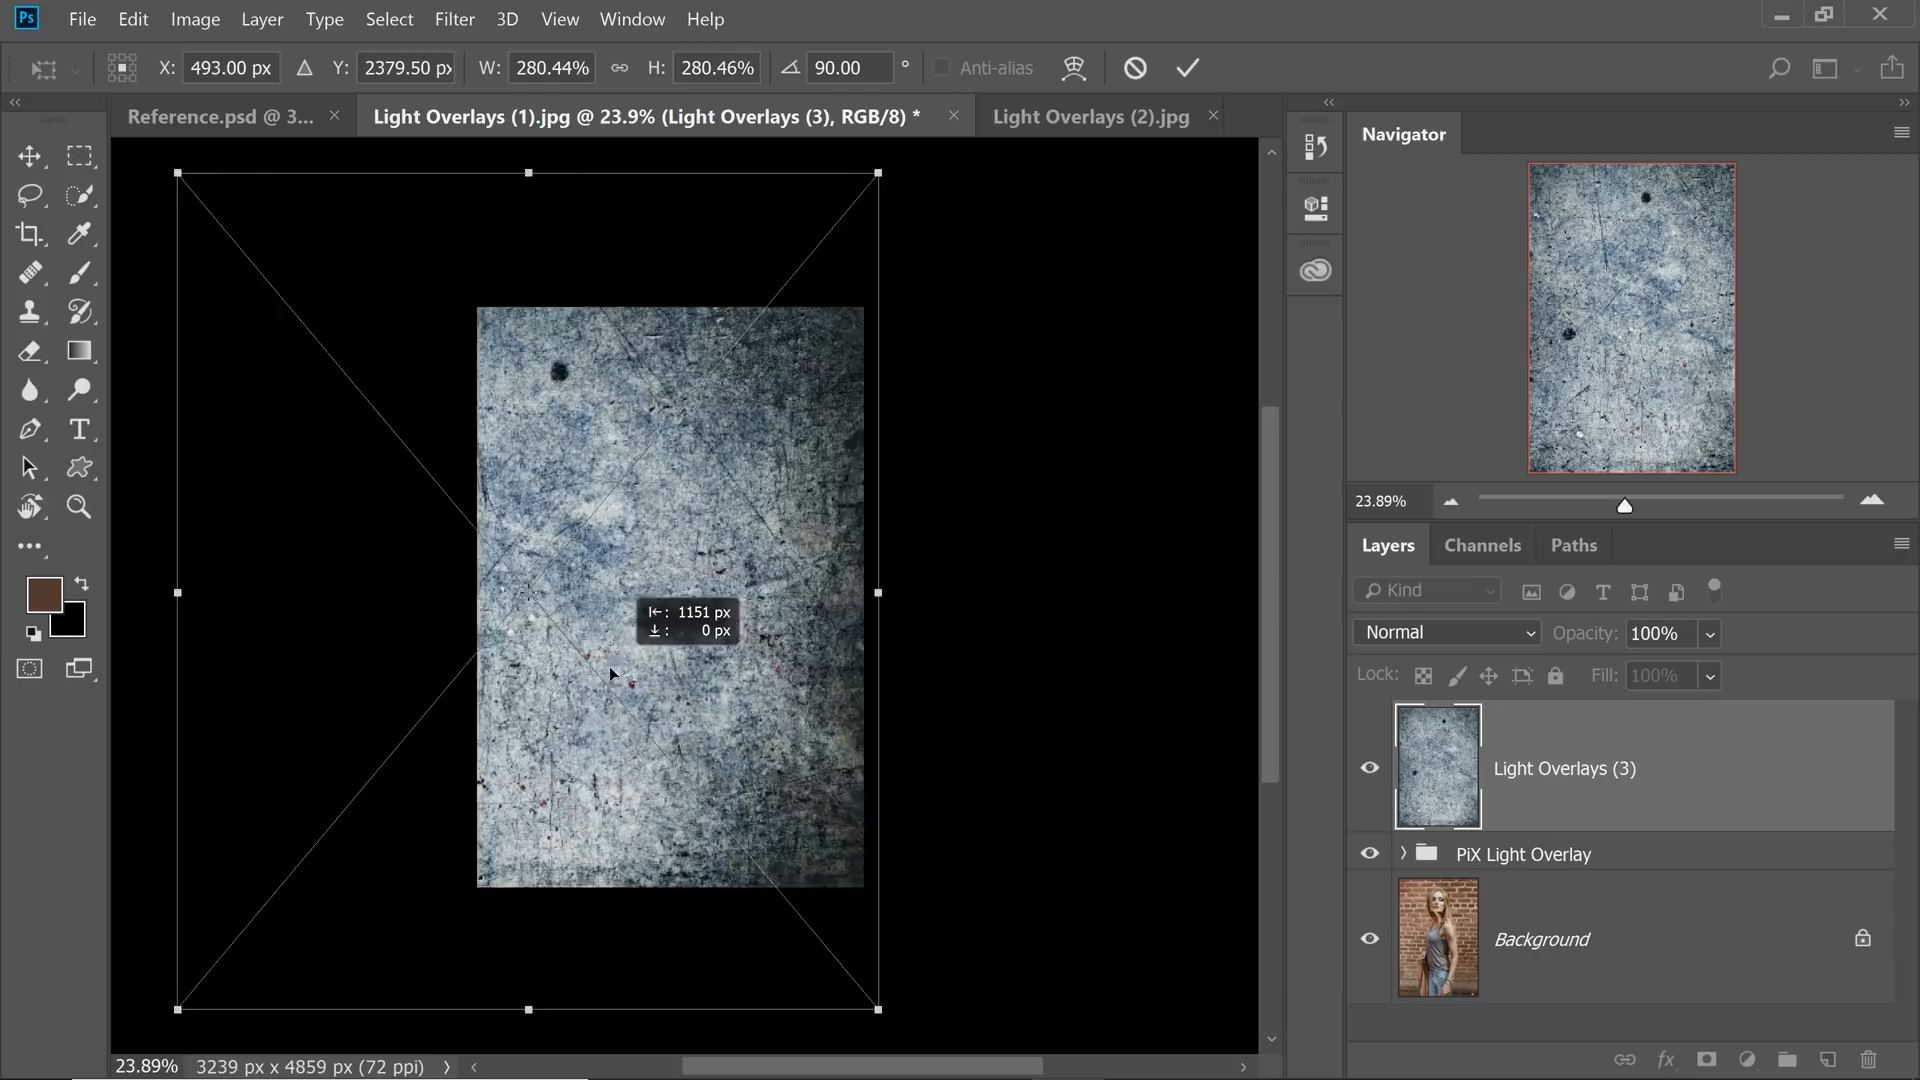 Ps File Edit Image Layer Type Select Filter 3D View Window Help
X: 493.00 px Y: 2379.50 px W: 280.44% H: 280.46% 90.00 ° Anti-alias
Reference.psd @ 3... × Light Overlays (1).jpg @ 23.9% (Light Overlays (3), RGB/8) * × Light Overlays (2).jpg ×
Navigator
23.89%
Layers Channels Paths
Kind
Normal Opacity: 100%
Lock: Fill: 100%
Light Overlays (3)
PiX Light Overlay
Background
1151 px
0 px
23.89% 3239 px x 4859 px (72 ppi)